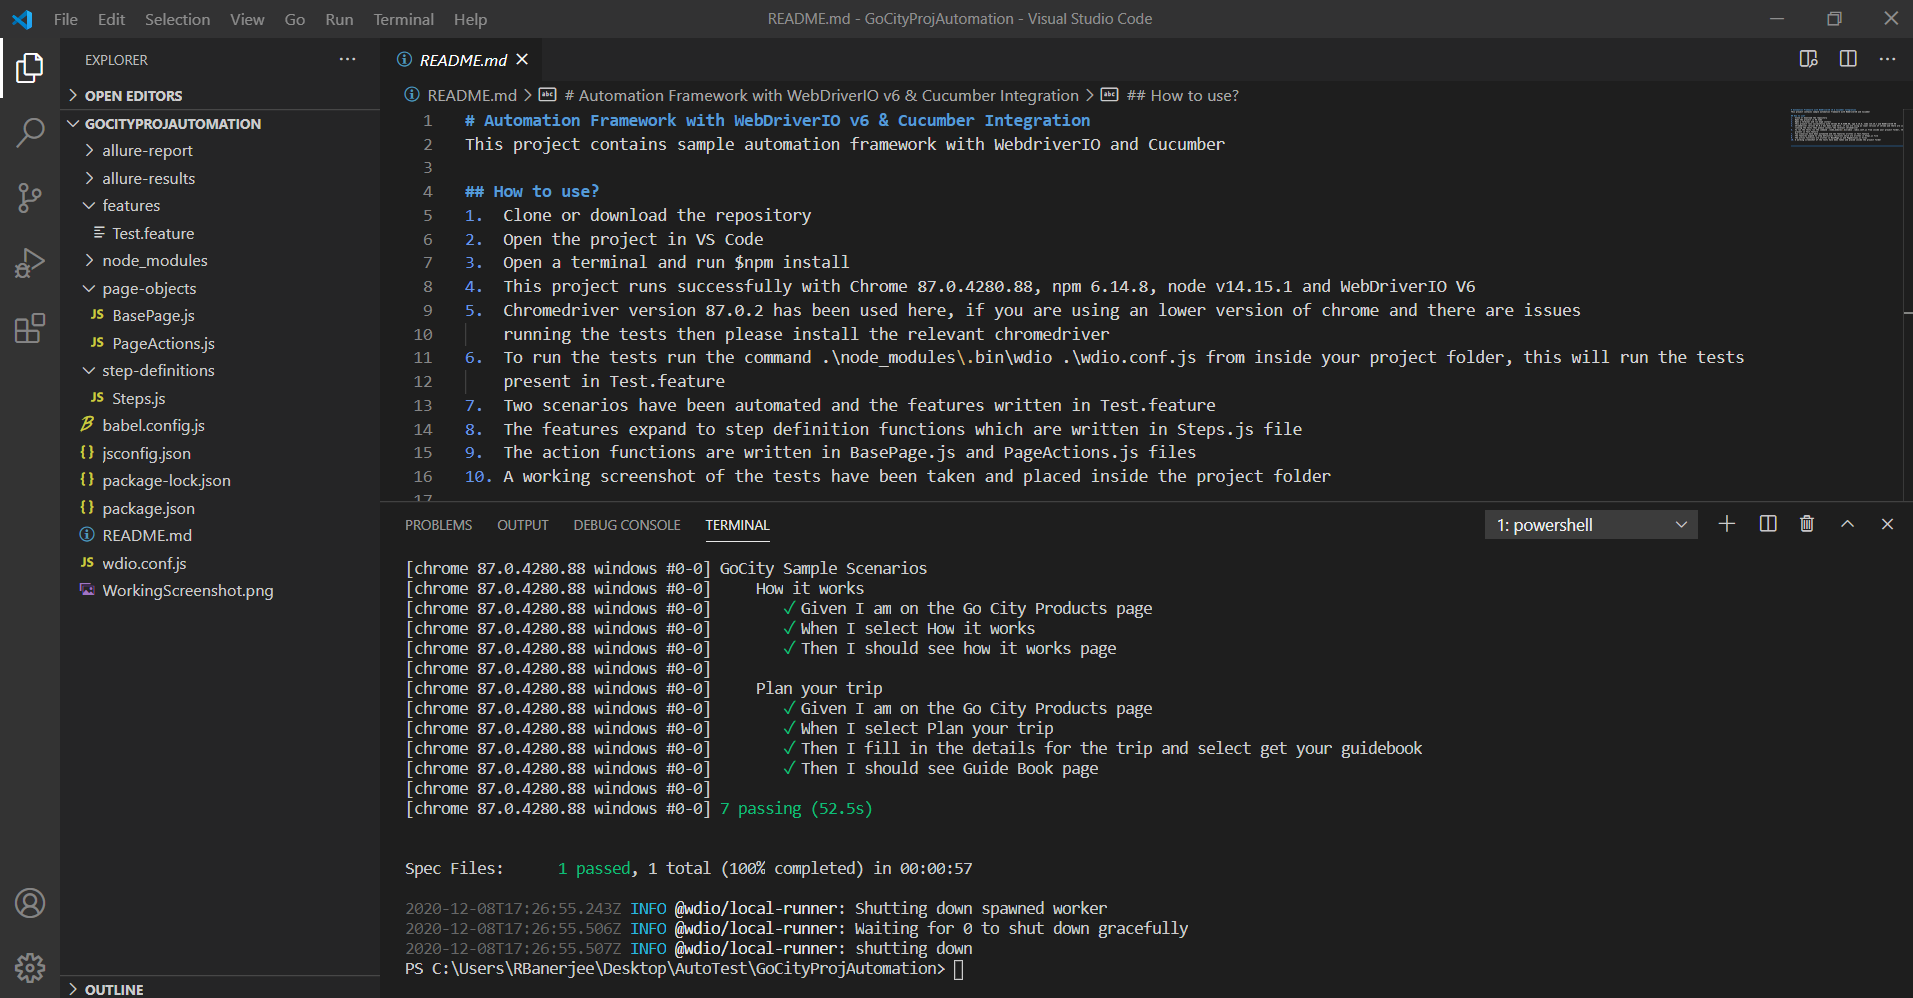 File Edit Selection View Go Run Terminal Help
README.md - GoCityProjAutomation - Visual Studio Code
EXPLORER
OPEN EDITORS
GOCITYPROJAUTOMATION
allure-report
allure-results
features
Test.feature
node_modules
page-objects
JS BasePage.js
JS PageActions.js
step-definitions
JS Steps.js
babel.config.js
{} jsconfig.json
{} package-lock.json
{} package.json
README.md
JS wdio.conf.js
WorkingScreenshot.png
OUTLINE
README.md
README.md > # Automation Framework with WebDriverIO v6 & Cucumber Integration > ## How to use?
1 # Automation Framework with WebDriverIO v6 & Cucumber Integration
2 This project contains sample automation framework with WebdriverIO and Cucumber
3
4 ## How to use?
5 1. Clone or download the repository
6 2. Open the project in VS Code
7 3. Open a terminal and run $npm install
8 4. This project runs successfully with Chrome 87.0.4280.88, npm 6.14.8, node v14.15.1 and WebDriverIO V6
9 5. Chromedriver version 87.0.2 has been used here, if you are using an lower version of chrome and there are issues
10 running the tests then please install the relevant chromedriver
11 6. To run the tests run the command .\node_modules\.bin\wdio .\wdio.conf.js from inside your project folder, this will run the tests
12 present in Test.feature
13 7. Two scenarios have been automated and the features written in Test.feature
14 8. The features expand to step definition functions which are written in Steps.js file
15 9. The action functions are written in BasePage.js and PageActions.js files
16 10. A working screenshot of the tests have been taken and placed inside the project folder
17
PROBLEMS OUTPUT DEBUG CONSOLE TERMINAL
1: powershell
[chrome 87.0.4280.88 windows #0-0] GoCity Sample Scenarios
[chrome 87.0.4280.88 windows #0-0] How it works
[chrome 87.0.4280.88 windows #0-0] ✓ Given I am on the Go City Products page
[chrome 87.0.4280.88 windows #0-0] ✓ When I select How it works
[chrome 87.0.4280.88 windows #0-0] ✓ Then I should see how it works page
[chrome 87.0.4280.88 windows #0-0]
[chrome 87.0.4280.88 windows #0-0] Plan your trip
[chrome 87.0.4280.88 windows #0-0] ✓ Given I am on the Go City Products page
[chrome 87.0.4280.88 windows #0-0] ✓ When I select Plan your trip
[chrome 87.0.4280.88 windows #0-0] ✓ Then I fill in the details for the trip and select get your guidebook
[chrome 87.0.4280.88 windows #0-0] ✓ Then I should see Guide Book page
[chrome 87.0.4280.88 windows #0-0]
[chrome 87.0.4280.88 windows #0-0] 7 passing (52.5s)
Spec Files: 1 passed, 1 total (100% completed) in 00:00:57
2020-12-08T17:26:55.243Z INFO @wdio/local-runner: Shutting down spawned worker
2020-12-08T17:26:55.506Z INFO @wdio/local-runner: Waiting for 0 to shut down gracefully
2020-12-08T17:26:55.507Z INFO @wdio/local-runner: shutting down
PS C:\Users\RBanerjee\Desktop\AutoTest\GoCityProjAutomation>